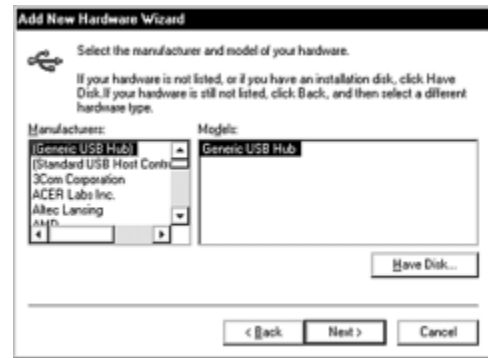 Add New Hardware Wizard
Select the manufacturer and model of your hardware.
If your hardware is not listed, or if you have an installation disk, click Have
Disk.If your hardware is still not listed, click Back, and then select a different
hardware type.
Manufacturers:
Models:
(Generic USB Hub)
(Standard USB Host Contr
3Com Corporation
ACER Labs Inc.
Altec Lansing
AMD
Generic USB Hub
Have Disk...
< Back
Next >
Cancel